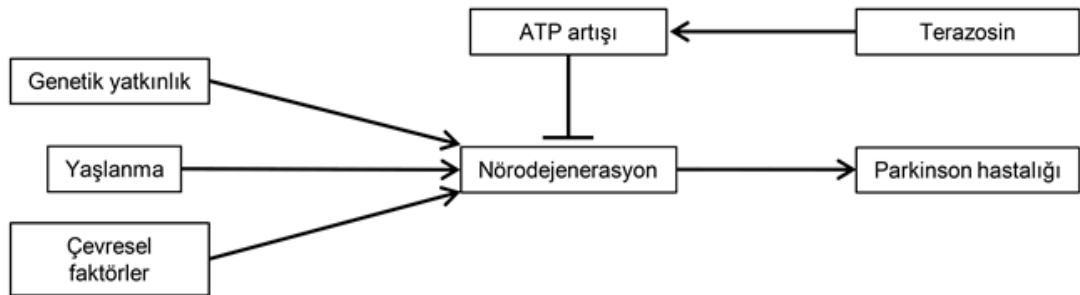 ATP artışı
Terazosin
Genetik yatkınlık
Yaşlanma
Nörodejenerasyon
Parkinson hastalığı
Çevresel
faktörler